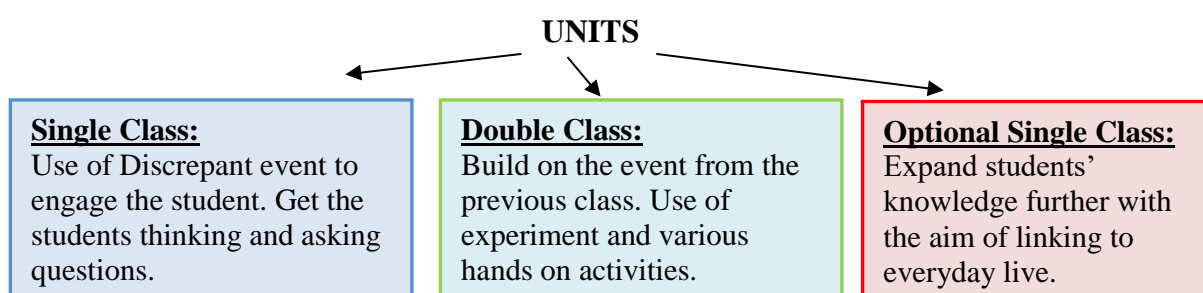 UNITS
Single Class:
Use of Discrepant event to
engage the student. Get the
students thinking and asking
questions.
Double Class:
Build on the event from the
previous class. Use of
experiment and various
hands on activities.
Optional Single Class:
Expand students’
knowledge further with
the aim of linking to
everyday live.